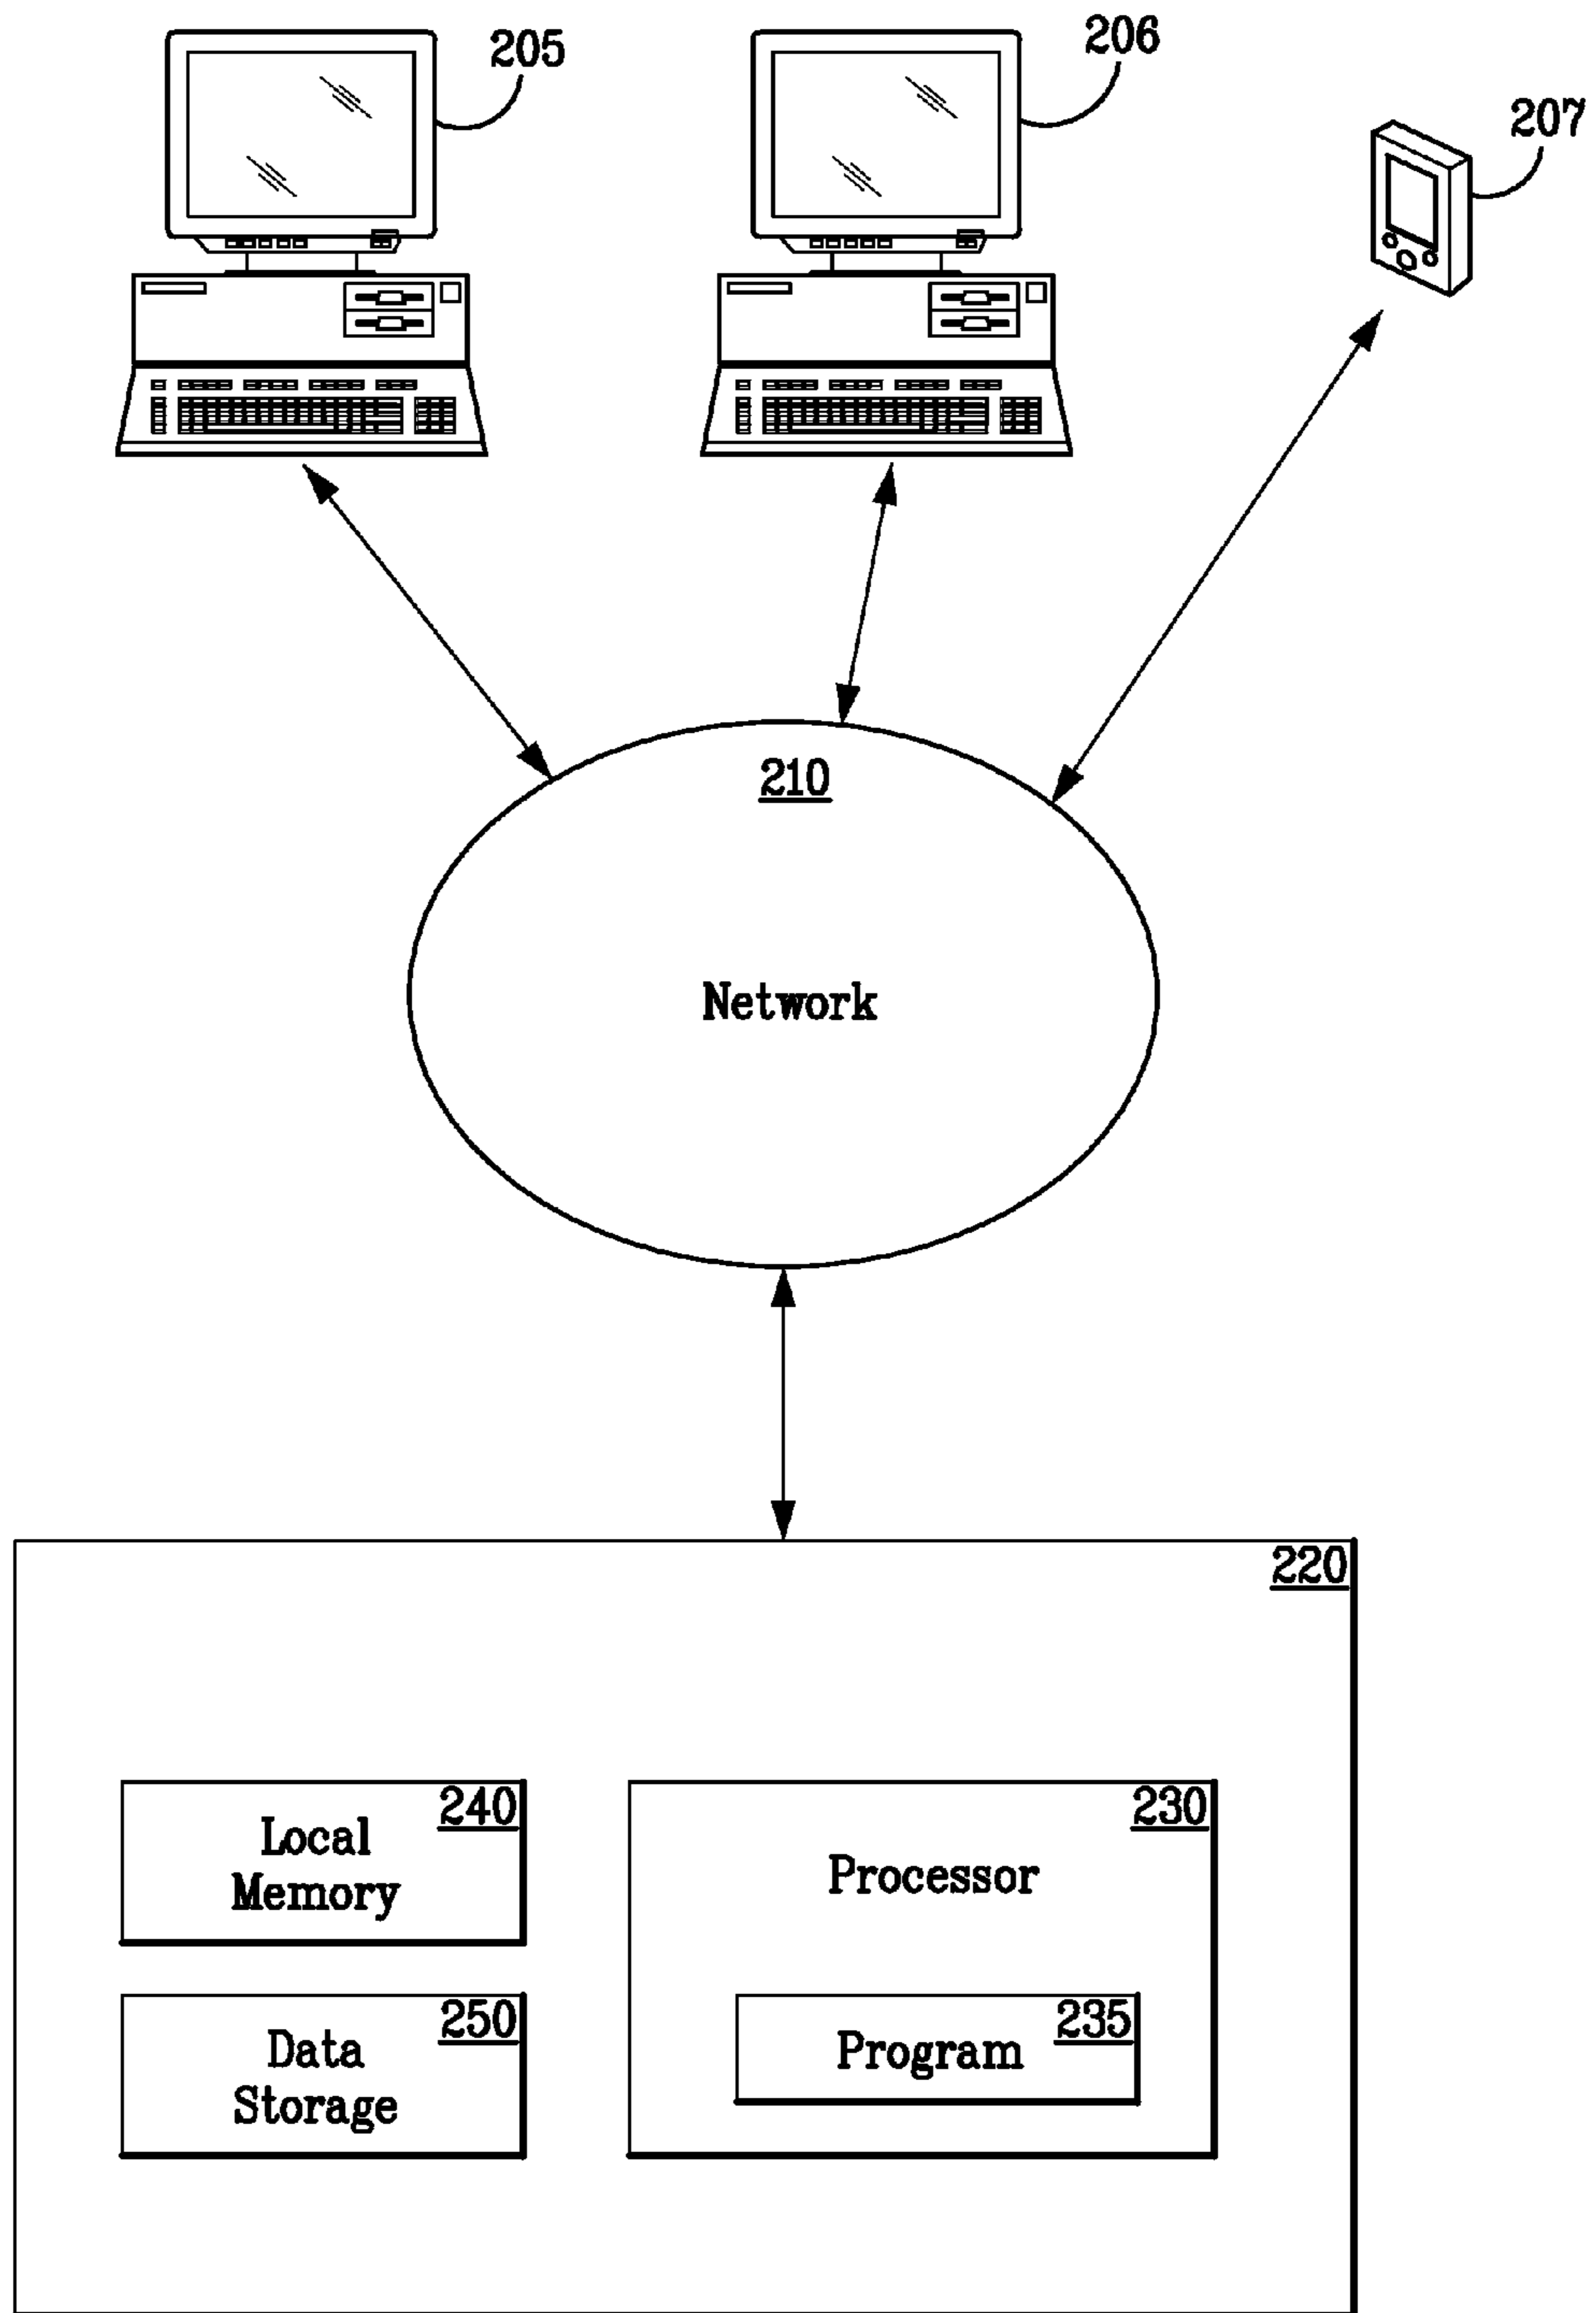 205
206
207
210
Network
220
240
Local
Memory
230
Processor
250
Data
Storage
235
Program